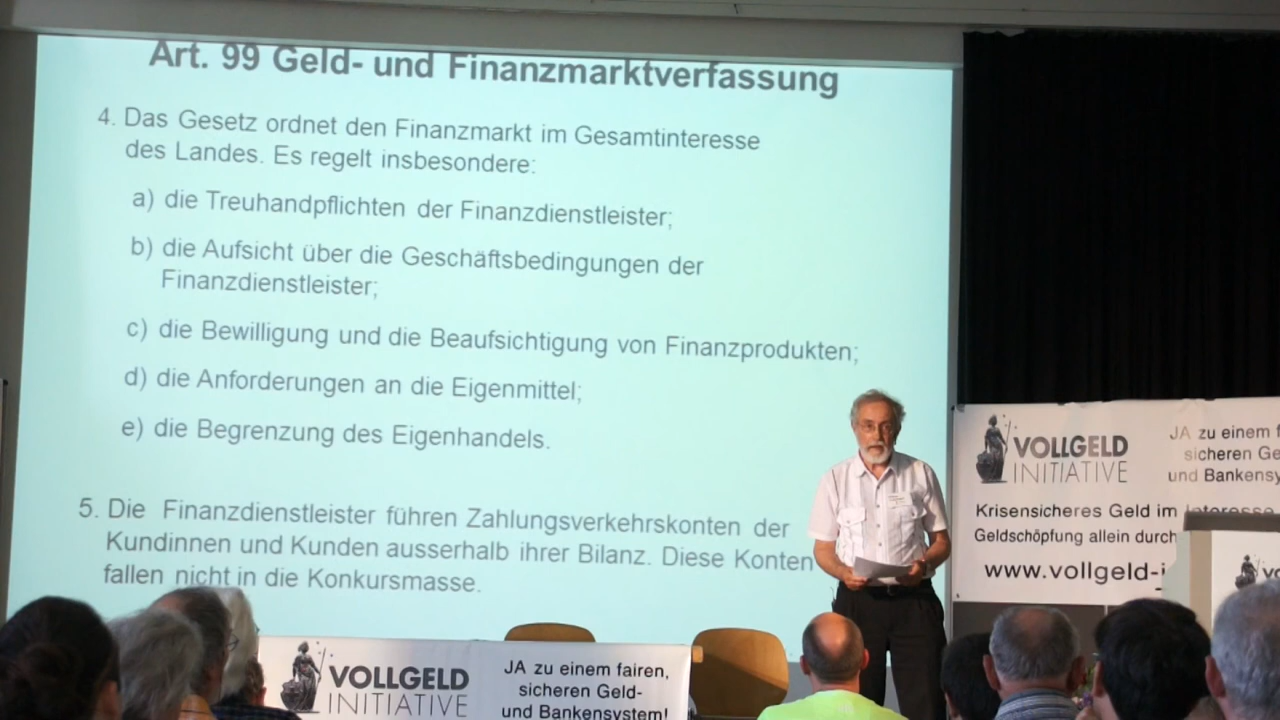 Art. 99 Geld- und Finanzmarktverfassung
4. Das Gesetz ordnet den Finanzmarkt im Gesamtinteresse
des Landes. Es regelt insbesondere:
a) die Treuhandpflichten der Finanzdienstleister;
b) die Aufsicht über die Geschäftsbedingungen der
Finanzdienstleister;
c) die Bewilligung und die Beaufsichtigung von Finanzprodukten;
d) die Anforderungen an die Eigenmittel;
e) die Begrenzung des Eigenhandels.
5. Die Finanzdienstleister führen Zahlungsverkehrskonten der
Kundinnen und Kunden ausserhalb ihrer Bilanz. Diese Konten
fallen nicht in die Konkursmasse.
VOLLGELD
INITIATIVE
JA zu einem
sicheren
und
Krisensicheres Geld im Interesse
Geldschöpfung allein durch
www.vollgeld-
VOLLGELD
INITIATIVE
JA zu einem fairen,
sicheren Geld-
und Bankensystem!